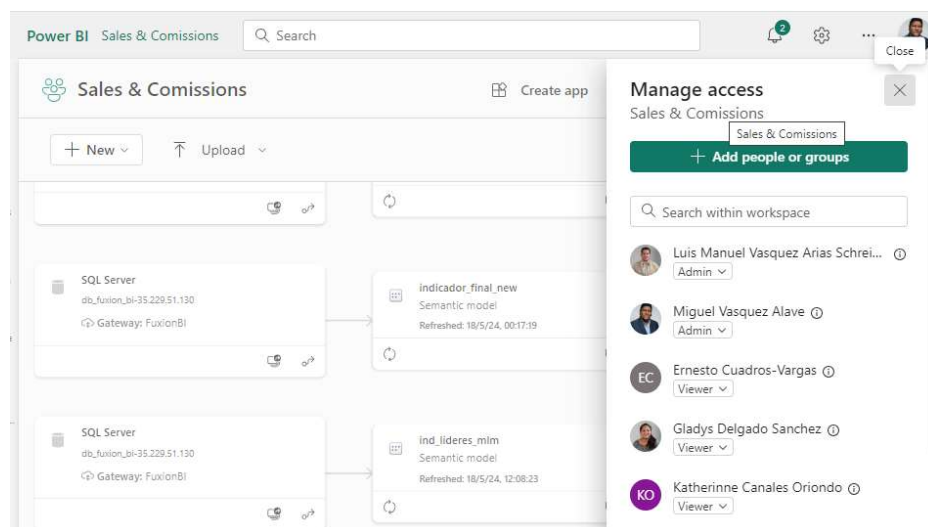 Power BI Sales & Comissions Search 2 ...
Close
Sales & Comissions Create app
New Upload
SQL Server
db_fuxion_bi-35.229.51.130
Gateway: FuxionBI
indicador_final_new
Semantic model
Refreshed: 18/5/24, 00:17:19
SQL Server
db_fuxion_bi-35.229.51.130
Gateway: FuxionBI
ind_lideres_mlm
Semantic model
Refreshed: 18/5/24, 12:08:23
Manage access
Sales & Comissions
Sales & Comissions
Add people or groups
Search within workspace
Luis Manuel Vasquez Arias Schrei...
Admin
Miguel Vasquez Alave
Admin
EC Ernesto Cuadros-Vargas
Viewer
Gladys Delgado Sanchez
Viewer
KO Katherinne Canales Oriondo
Viewer